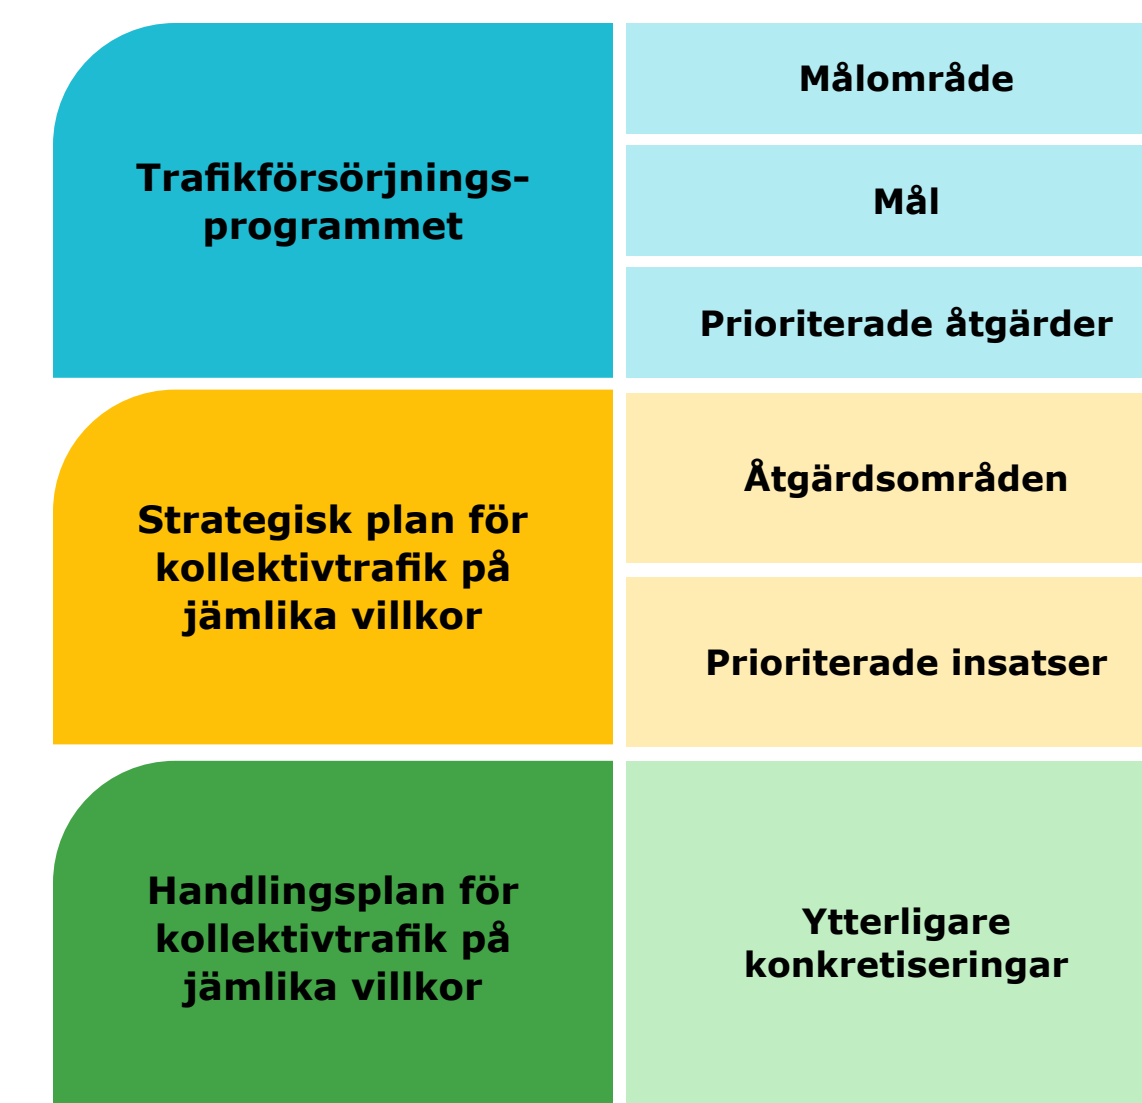 Trafikförsörjnings-
programmet
Målområde
Mål
Prioriterade åtgärder
Strategisk plan för
kollektivtrafik på
jämlika villkor
Åtgärdsområden
Prioriterade insatser
Handlingsplan för
kollektivtrafik på
jämlika villkor
Ytterligare
konkretiseringar